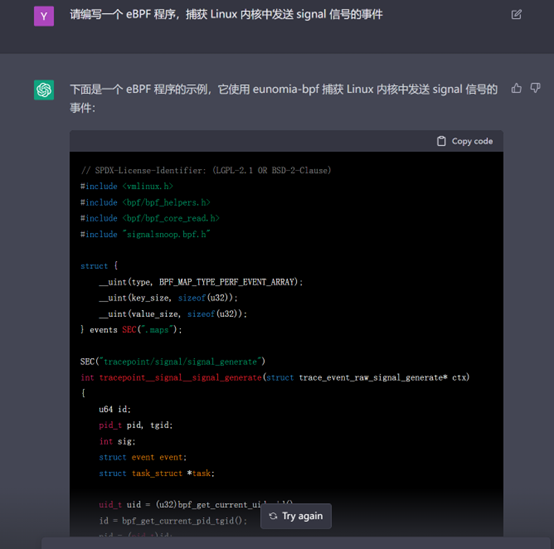 Y
请编写一个 eBPF 程序，捕获 Linux 内核中发送 signal 信号的事件
下面是一个 eBPF 程序的示例，它使用 eunomia-bpf 捕获 Linux 内核中发送 signal 信号的
事件：
Copy code
// SPDX-License-Identifier: (LGPL-2.1 OR BSD-2-Clause)
#include <vmlinux.h>
#include <bpf/bpf_helpers.h>
#include <bpf/bpf_core_read.h>
#include "signalsnoop.bpf.h"
struct {
__uint(type, BPF_MAP_TYPE_PERF_EVENT_ARRAY);
__uint(key_size, sizeof(u32));
__uint(value_size, sizeof(u32));
} events SEC(".maps");
SEC("tracepoint/signal/signal_generate")
int tracepoint__signal__signal_generate(struct trace_event_raw_signal_generate* ctx)
{
u64 id;
pid_t pid, tgid;
int sig;
struct event event;
struct task_struct *task;
uid_t uid = (u32)bpf_get_current_uid_gid();
id = bpf_get_current_pid_tgid();
Try again